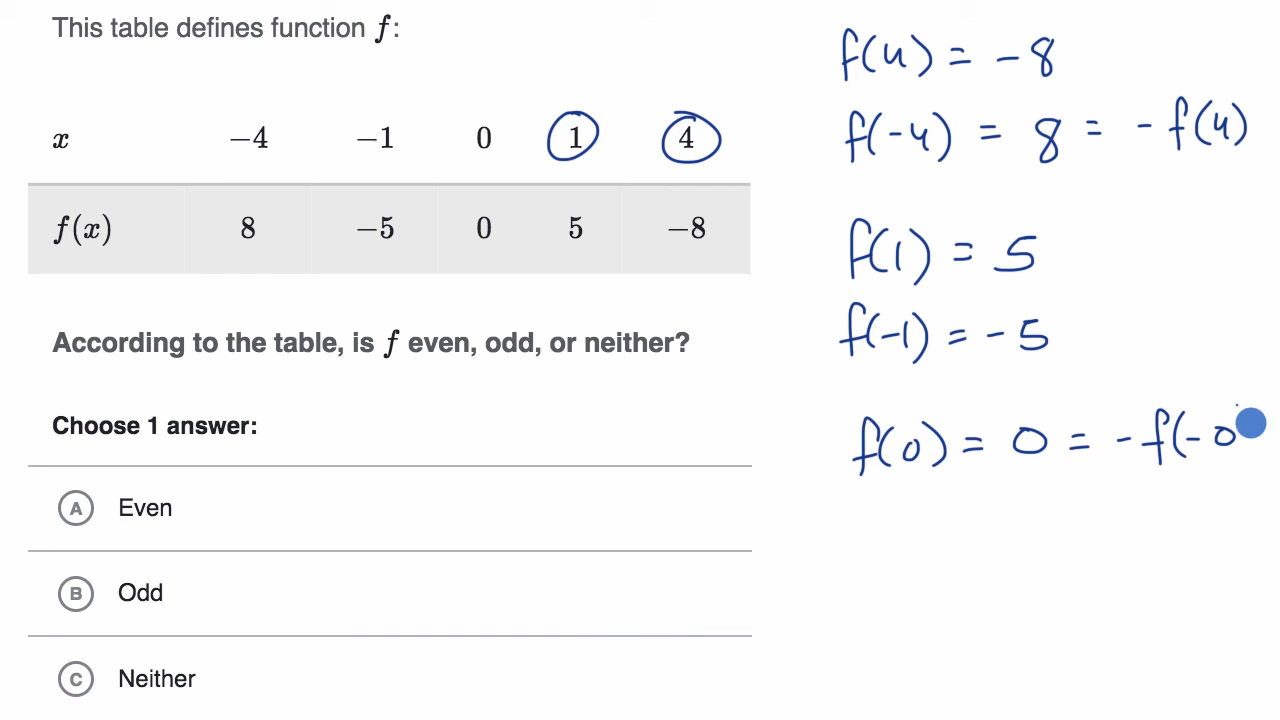 This table defines function f:
x −4 −1 0 1 4
f(x) 8 −5 0 5 −8
According to the table, is f even, odd, or neither?
Choose 1 answer:
A Even
B Odd
C Neither
f(4) = -8
f(-4) = 8 = -f(4)
f(1) = 5
f(-1) = -5
f(0) = 0 = -f(-0